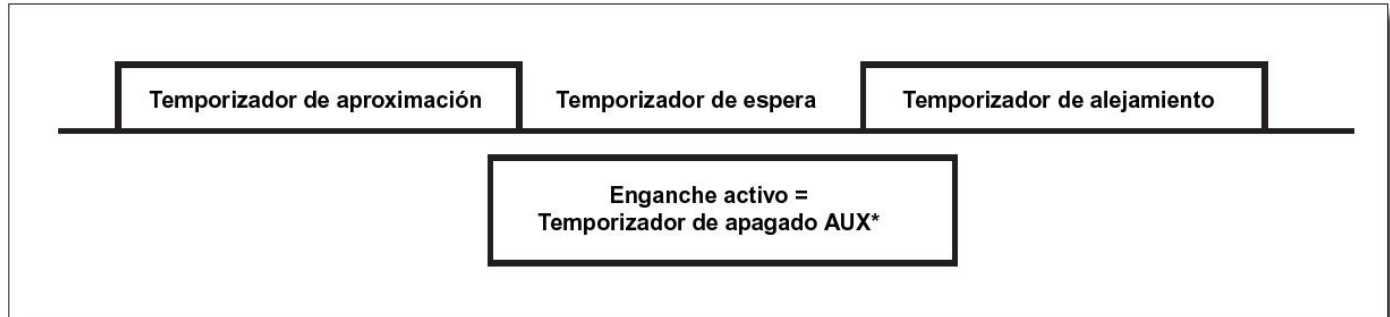 Temporizador de aproximación
Temporizador de espera
Temporizador de alejamiento
Enganche activo =
Temporizador de apagado AUX*